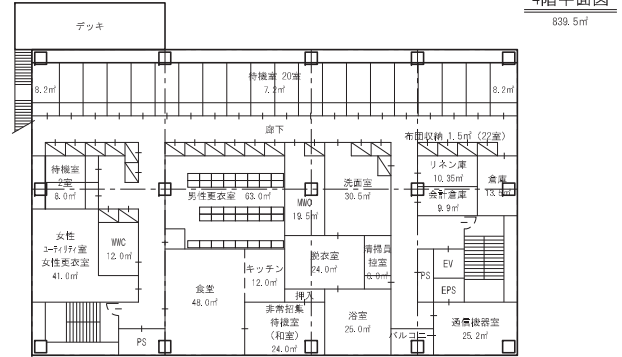 4階平面図
839.5㎡
デッキ
待機室 20室
8.2㎡
7.2㎡
8.2㎡
廊下
布団収納 1.5㎡ (22室)
待機室
2室
8.0㎡
男性更衣室 63.0㎡
MWC
19.5㎡
洗面室
30.5㎡
リネン庫
10.35㎡
会計倉庫
9.9㎡
倉庫
女性
ユーティリティ室
女性更衣室
41.0㎡
WWC
12.0㎡
食堂
48.0㎡
キッチン
12.0㎡
脱衣室
24.0㎡
清掃員
控室
押入
非常招集
待機室
(和室)
24.0㎡
浴室
25.0㎡
バルコニー
PS
EV
EPS
通信機器室
25.2㎡
PS